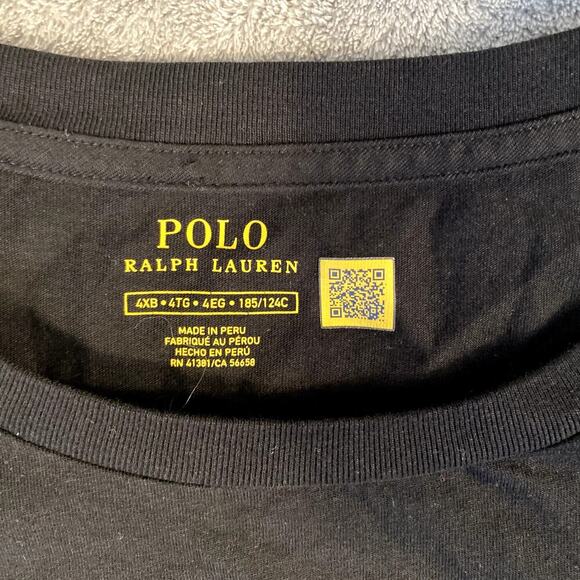 POLO
RALPH LAUREN
4XB • 4TG • 4EG • 185/124C
MADE IN PERU
FABRIQUÉ AU PÉROU
HECHO EN PERÚ
RN 41381/CA 56658